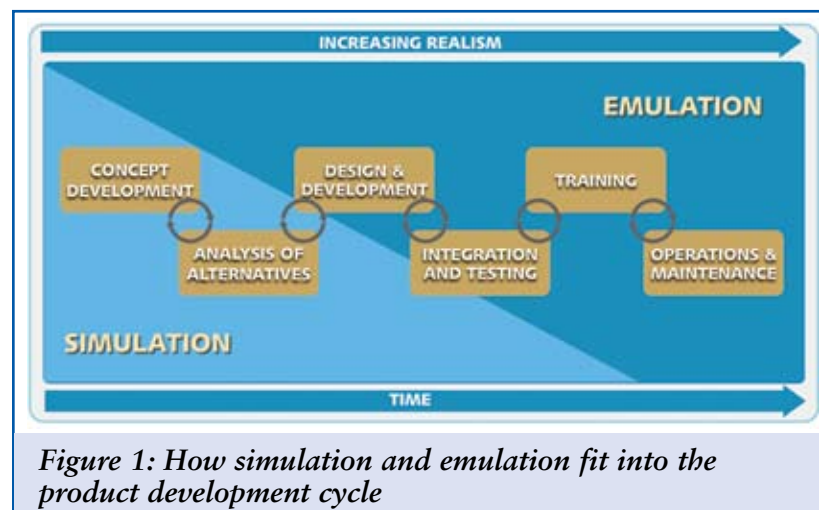 INCREASING REALISM
EMULATION
CONCEPT
DEVELOPMENT
DESIGN &
DEVELOPMENT
TRAINING
ANALYSIS OF
ALTERNATIVES
INTEGRATION
AND TESTING
OPERATIONS &
MAINTENANCE
SIMULATION
TIME
Figure 1: How simulation and emulation fit into the
product development cycle